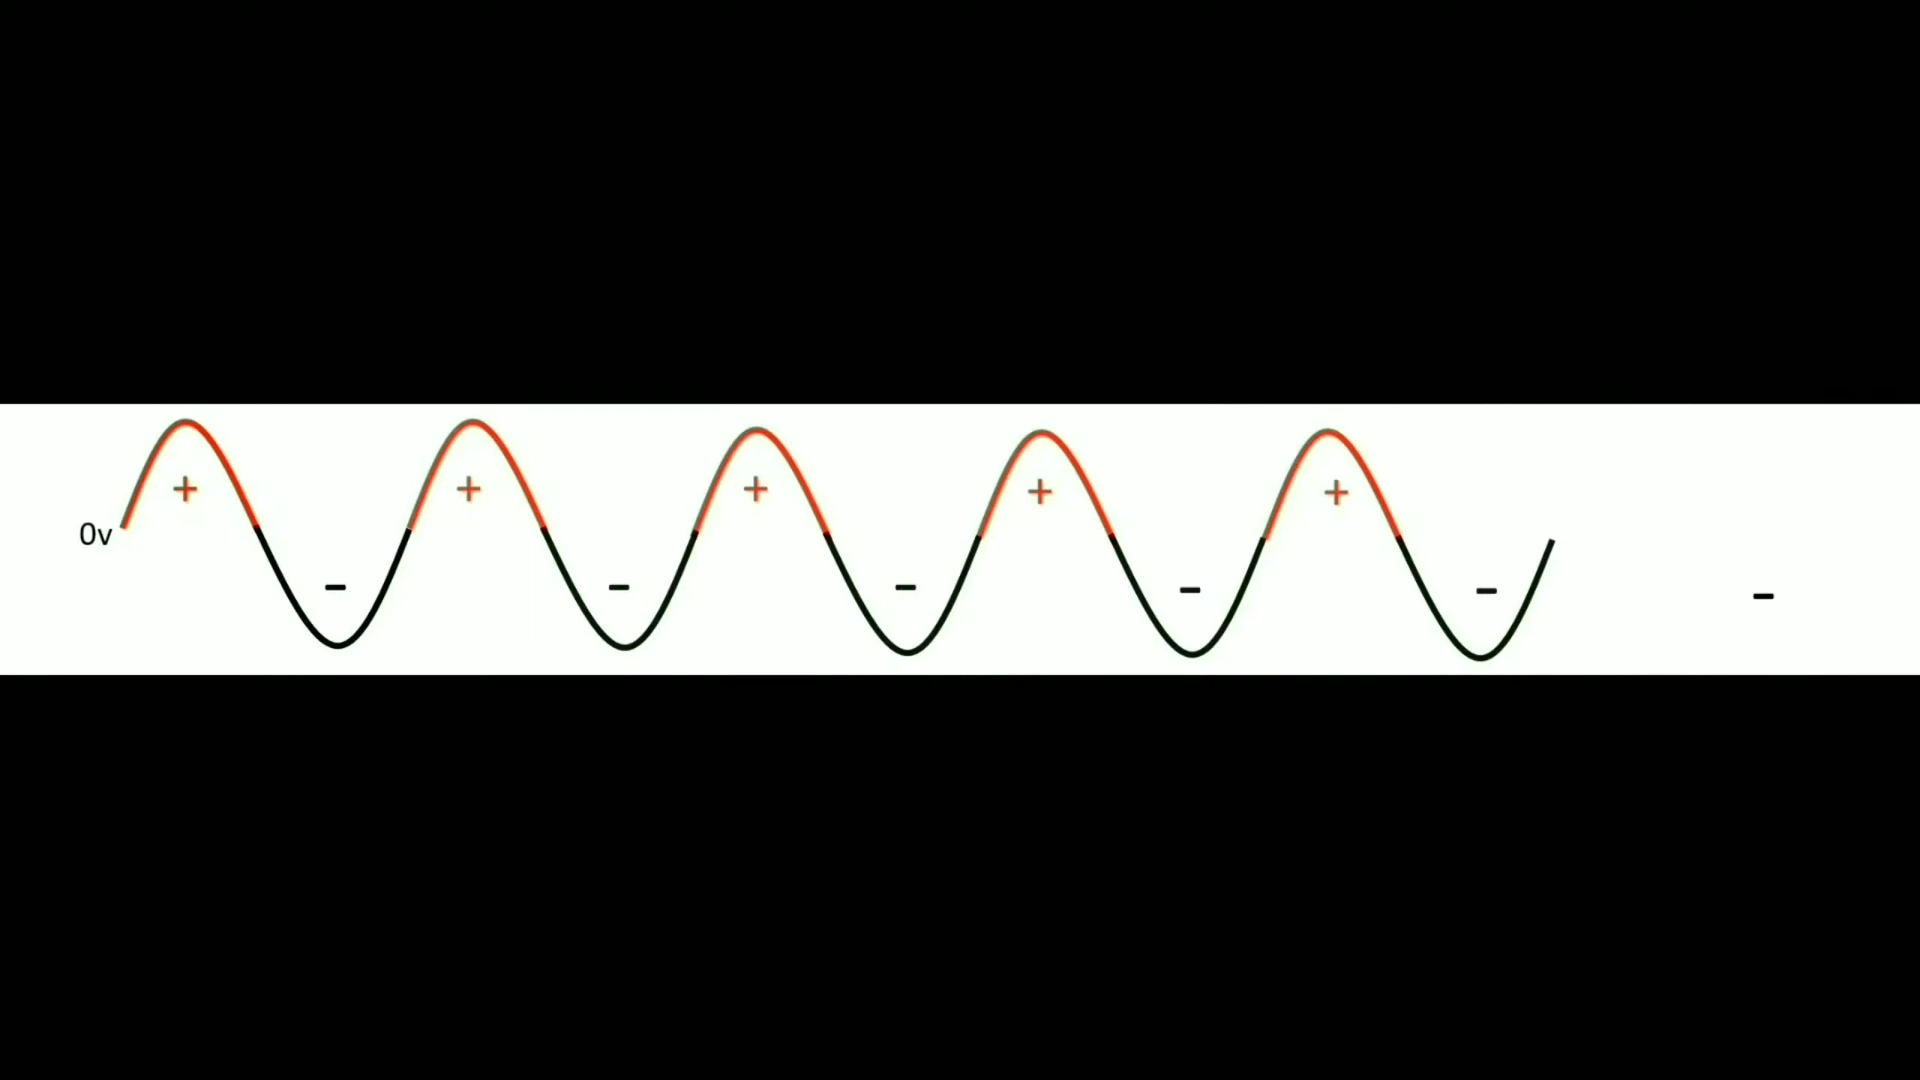 + + + + +
0v
- - - - - -